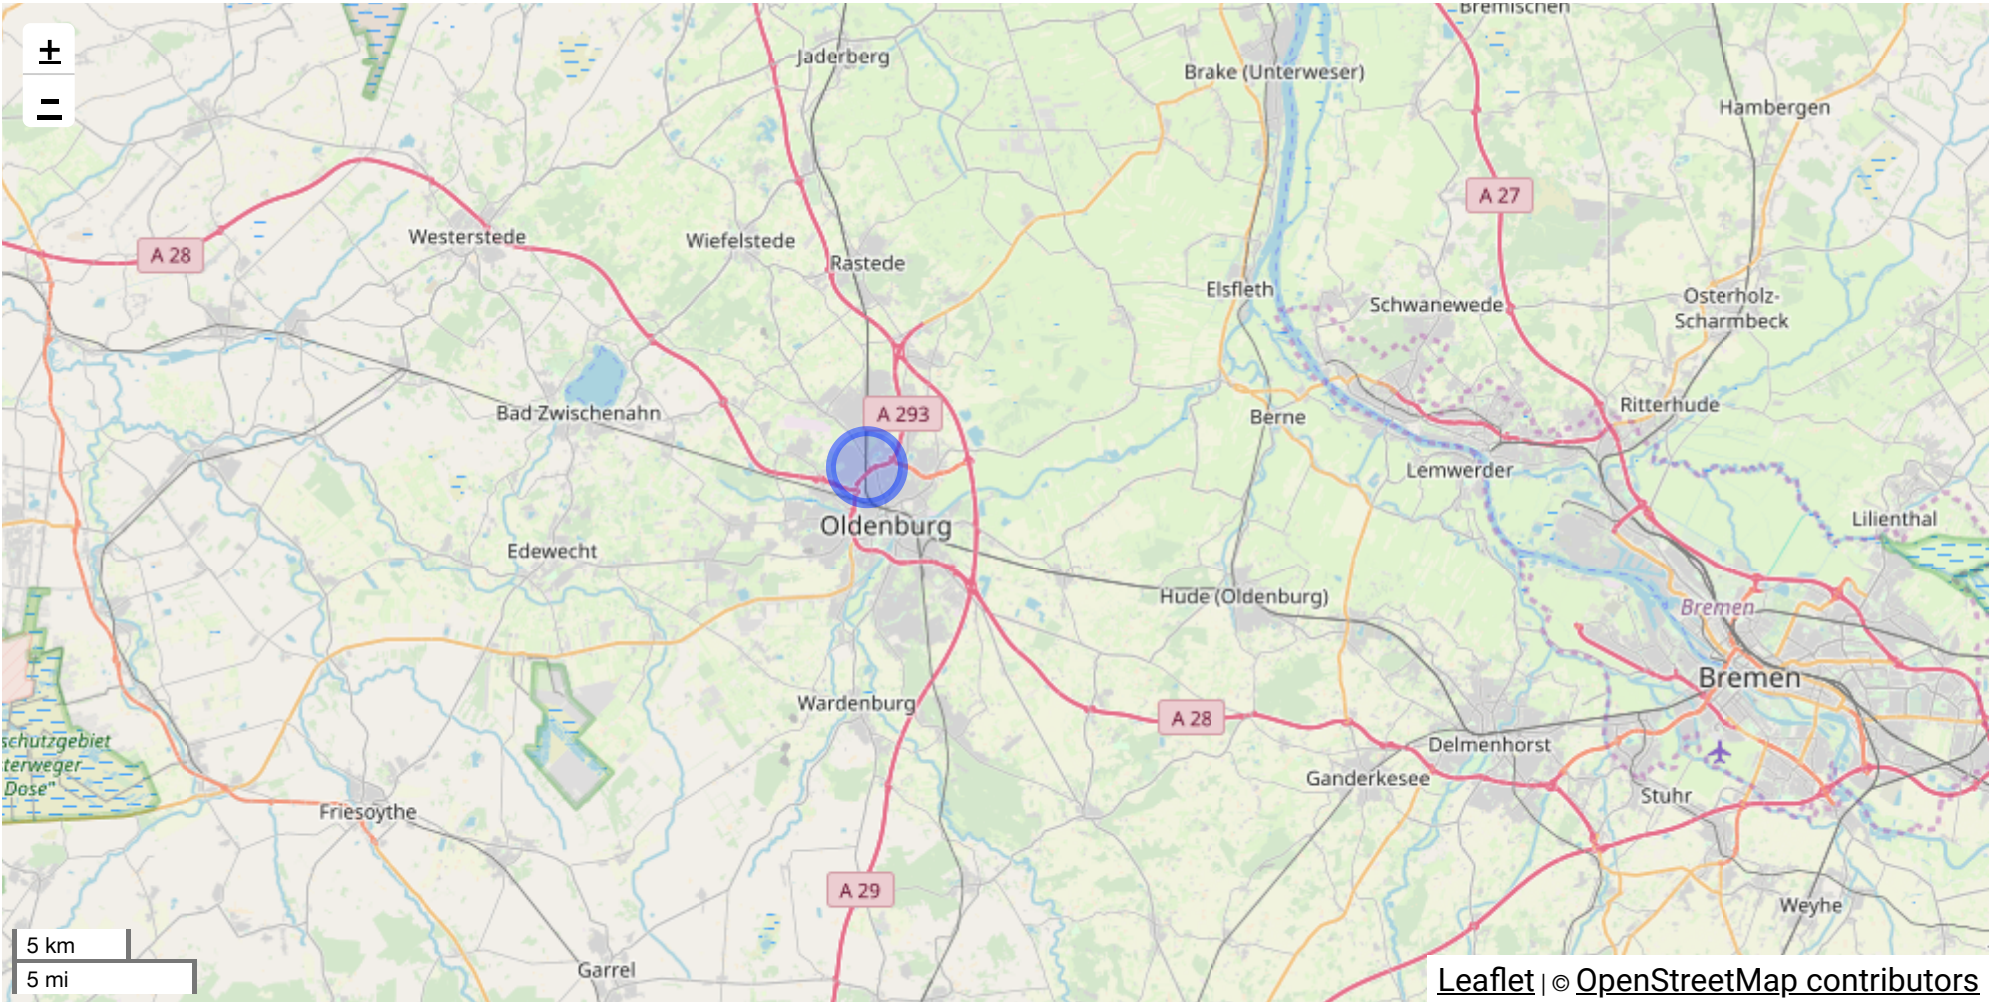 +
−
Bremischen
Jaderberg
Brake (Unterweser)
Hambergen
A 27
Westerstede
Wiefelstede
A 28
Rastede
Elsfleth
Schwanewede
Osterholz-
Scharmbeck
A 293
Bad Zwischenahn
Berne
Ritterhude
Lemwerder
Oldenburg
Lilienthal
Edewecht
Hude (Oldenburg)
Bremen
Bremen
Wardenburg
A 28
schutzgebiet
terweger
Dose"
Delmenhorst
Ganderkesee
Stuhr
Friesoythe
A 29
Weyhe
5 km
5 mi
Garrel
Leaflet | © OpenStreetMap contributors